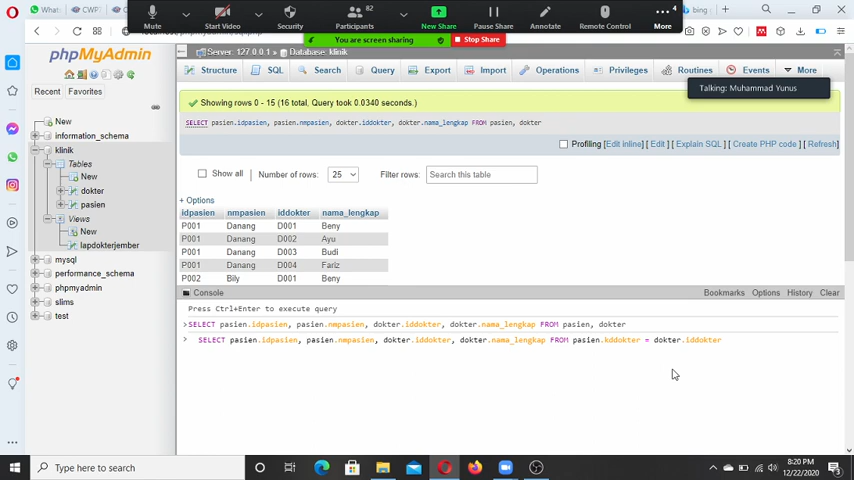 WhatsA
CWP
bing
4
82
Mute
Start Video
Security
Participants
New Share
Pause Share
Annotate
Remote Control
More
You are screen sharing
Stop Share
phpMyAdmin
Recent
Favorites
New
information_schema
klinik
Tables
New
dokter
pasien
Views
New
lapdokterjember
mysql
performance_schema
phpmyadmin
slims
test
Server: 127.0.0.1 » Database: klinik
Structure
SQL
Search
Query
Export
Import
Operations
Privileges
Routines
Events
More
Talking: Muhammad Yunus
Showing rows 0 - 15 (16 total, Query took 0.0340 seconds.)
SELECT pasien.idpasien, pasien.nmpasien, dokter.iddokter, dokter.nama_lengkap FROM pasien, dokter
Profiling [Edit inline] [ Edit ] [ Explain SQL ] [ Create PHP code ] [ Refresh]
Show all
Number of rows:
25
Filter rows:
Search this table
+ Options
idpasien nmpasien iddokter nama_lengkap
P001 Danang D001 Beny
P001 Danang D002 Ayu
P001 Danang D003 Budi
P001 Danang D004 Fariz
P002 Bily D001 Beny
Console
Bookmarks Options History Clear
Press Ctrl+Enter to execute query
>SELECT pasien.idpasien, pasien.nmpasien, dokter.iddokter, dokter.nama_lengkap FROM pasien, dokter
> SELECT pasien.idpasien, pasien.nmpasien, dokter.iddokter, dokter.nama_lengkap FROM pasien.kddokter = dokter.iddokter
Type here to search
8:20 PM
12/22/2020
3